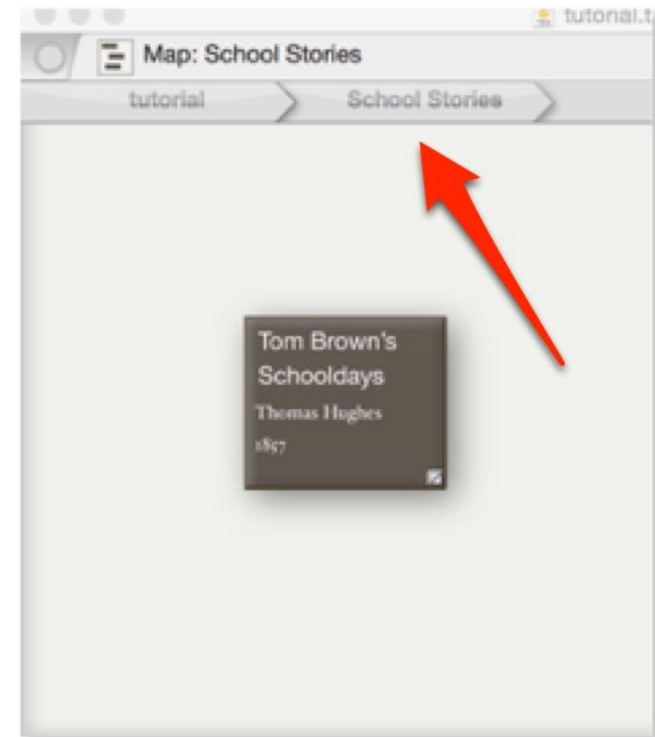 tutorial.t
Map: School Stories
tutorial School Stories
Tom Brown's
Schooldays
Thomas Hughes
1857